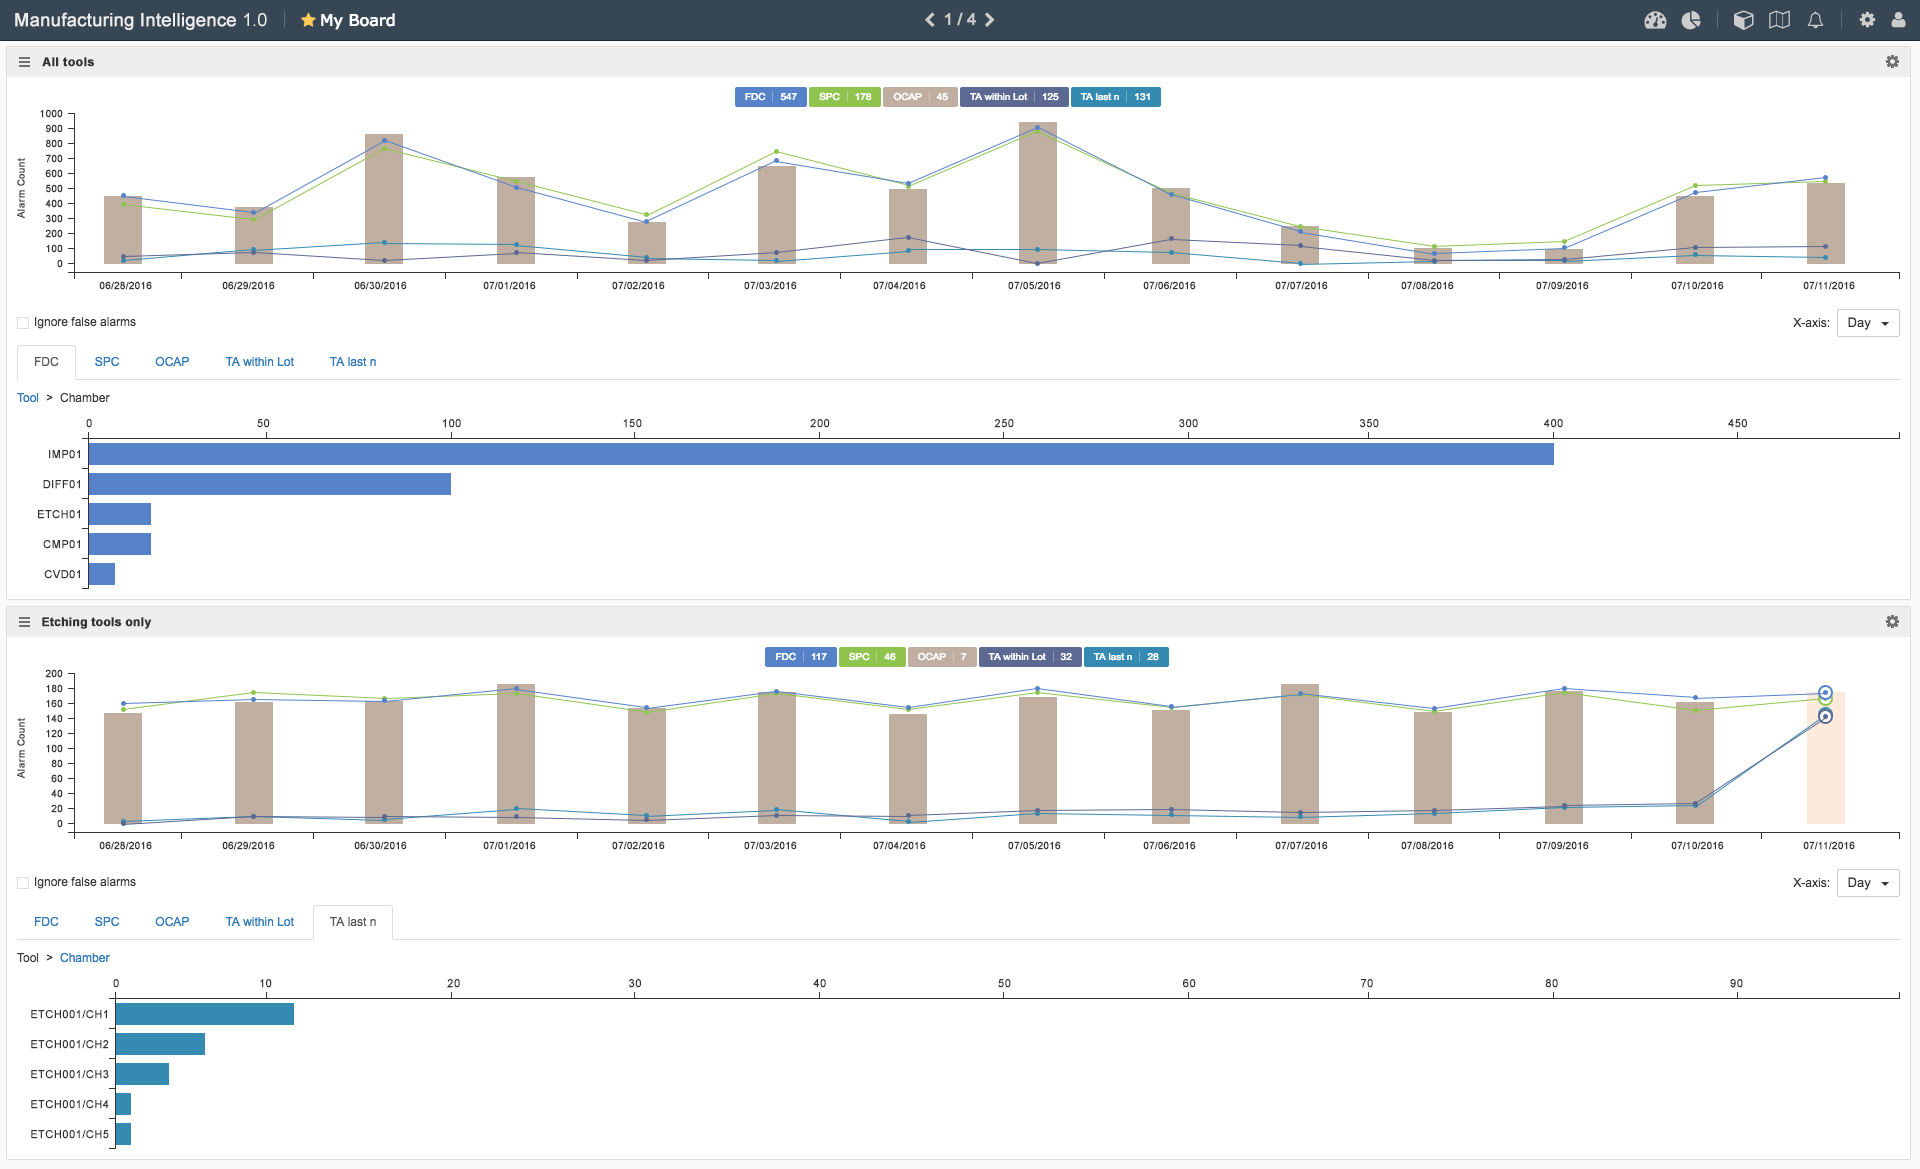 Manufacturing Intelligence 1.0 My Board 1 / 4
All tools
FDC 547 SPC 178 OCAP 45 TA within Lot 125 TA last n 131
Alarm Count
1000
900
800
700
600
500
400
300
200
100
0
06/28/2016 06/29/2016 06/30/2016 07/01/2016 07/02/2016 07/03/2016 07/04/2016 07/05/2016 07/06/2016 07/07/2016 07/08/2016 07/09/2016 07/10/2016 07/11/2016
Ignore false alarms X-axis: Day
FDC SPC OCAP TA within Lot TA last n
Tool > Chamber
0 50 100 150 200 250 300 350 400 450
IMP01
DIFF01
ETCH01
CMP01
CVD01
Etching tools only
FDC 117 SPC 46 OCAP 7 TA within Lot 32 TA last n 28
Alarm Count
200
180
160
140
120
100
80
60
40
20
0
06/28/2016 06/29/2016 06/30/2016 07/01/2016 07/02/2016 07/03/2016 07/04/2016 07/05/2016 07/06/2016 07/07/2016 07/08/2016 07/09/2016 07/10/2016 07/11/2016
Ignore false alarms X-axis: Day
FDC SPC OCAP TA within Lot TA last n
Tool > Chamber
0 10 20 30 40 50 60 70 80 90
ETCH001/CH1
ETCH001/CH2
ETCH001/CH3
ETCH001/CH4
ETCH001/CH5